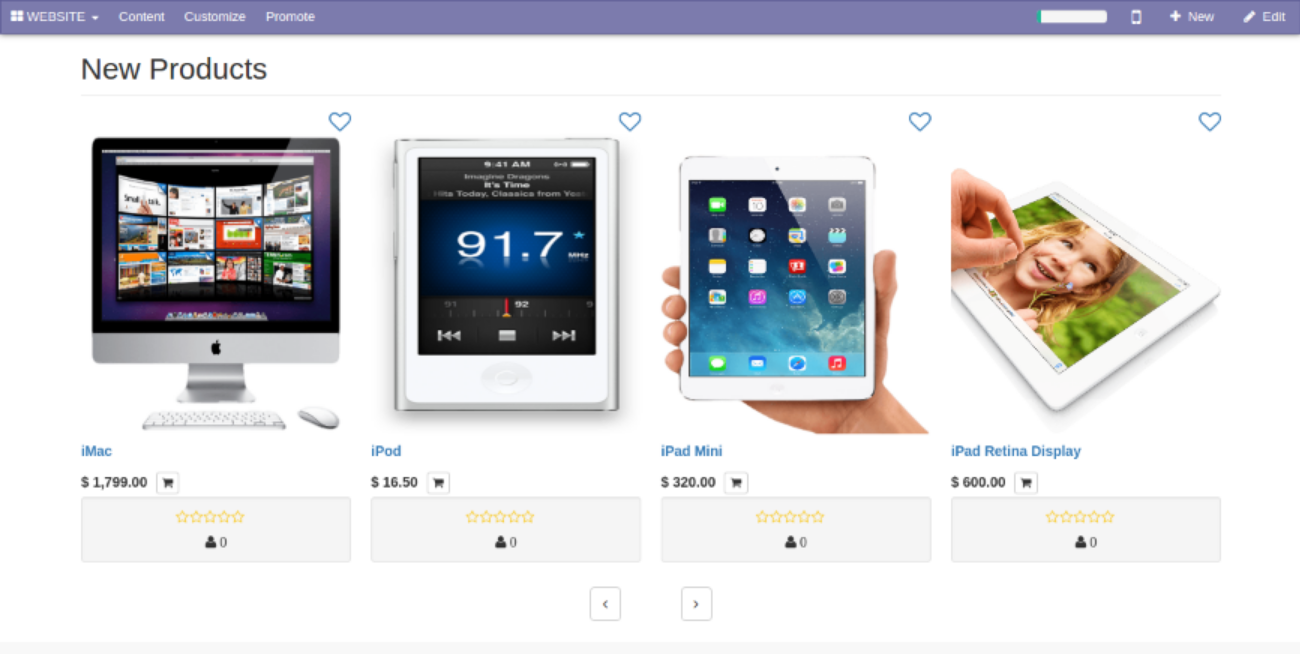 WEBSITE Content Customize Promote New Edit
New Products
9:41 AM
Imagine Dragons
It's Time
Hits Today, Classics from
91.7 MHz
91 92 9
iMac iPod iPad Mini iPad Retina Display
$ 1,799.00 $ 16.50 $ 320.00 $ 600.00
0 0 0 0